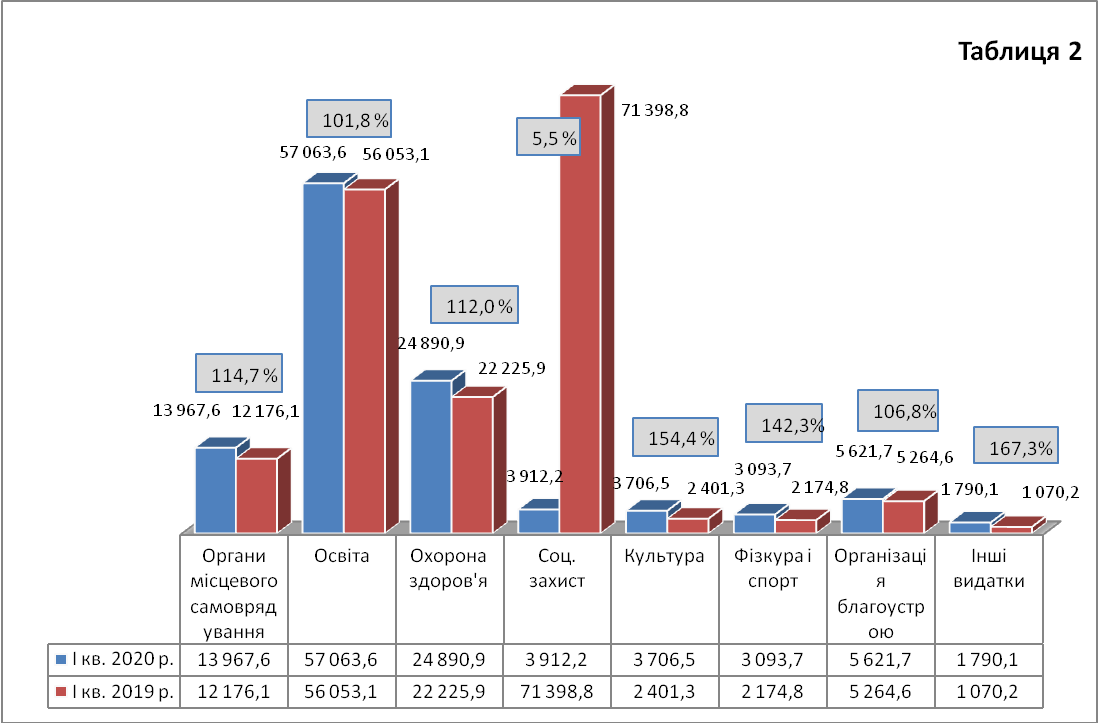 Таблиця 2
101,8 %
57 063,6 56 053,1
5,5 %
71 398,8
112,0 %
24 890,9
22 225,9
114,7 %
13 967,6 12 176,1
3 912,2
154,4 %
3 706,5
2 401,3
142,3%
3 093,7
2 174,8
106,8%
5 621,7
5 264,6
167,3%
1 790,1
1 070,2
Органи
місцевого
самовряд
ування
Освіта
Охорона
здоров'я
Соц.
захист
Культура
Фізкура і
спорт
Організаці
я
благоустр
ою
Інші
видатки
І кв. 2020 р. 13 967,6 57 063,6 24 890,9 3 912,2 3 706,5 3 093,7 5 621,7 1 790,1
І кв. 2019 р. 12 176,1 56 053,1 22 225,9 71 398,8 2 401,3 2 174,8 5 264,6 1 070,2